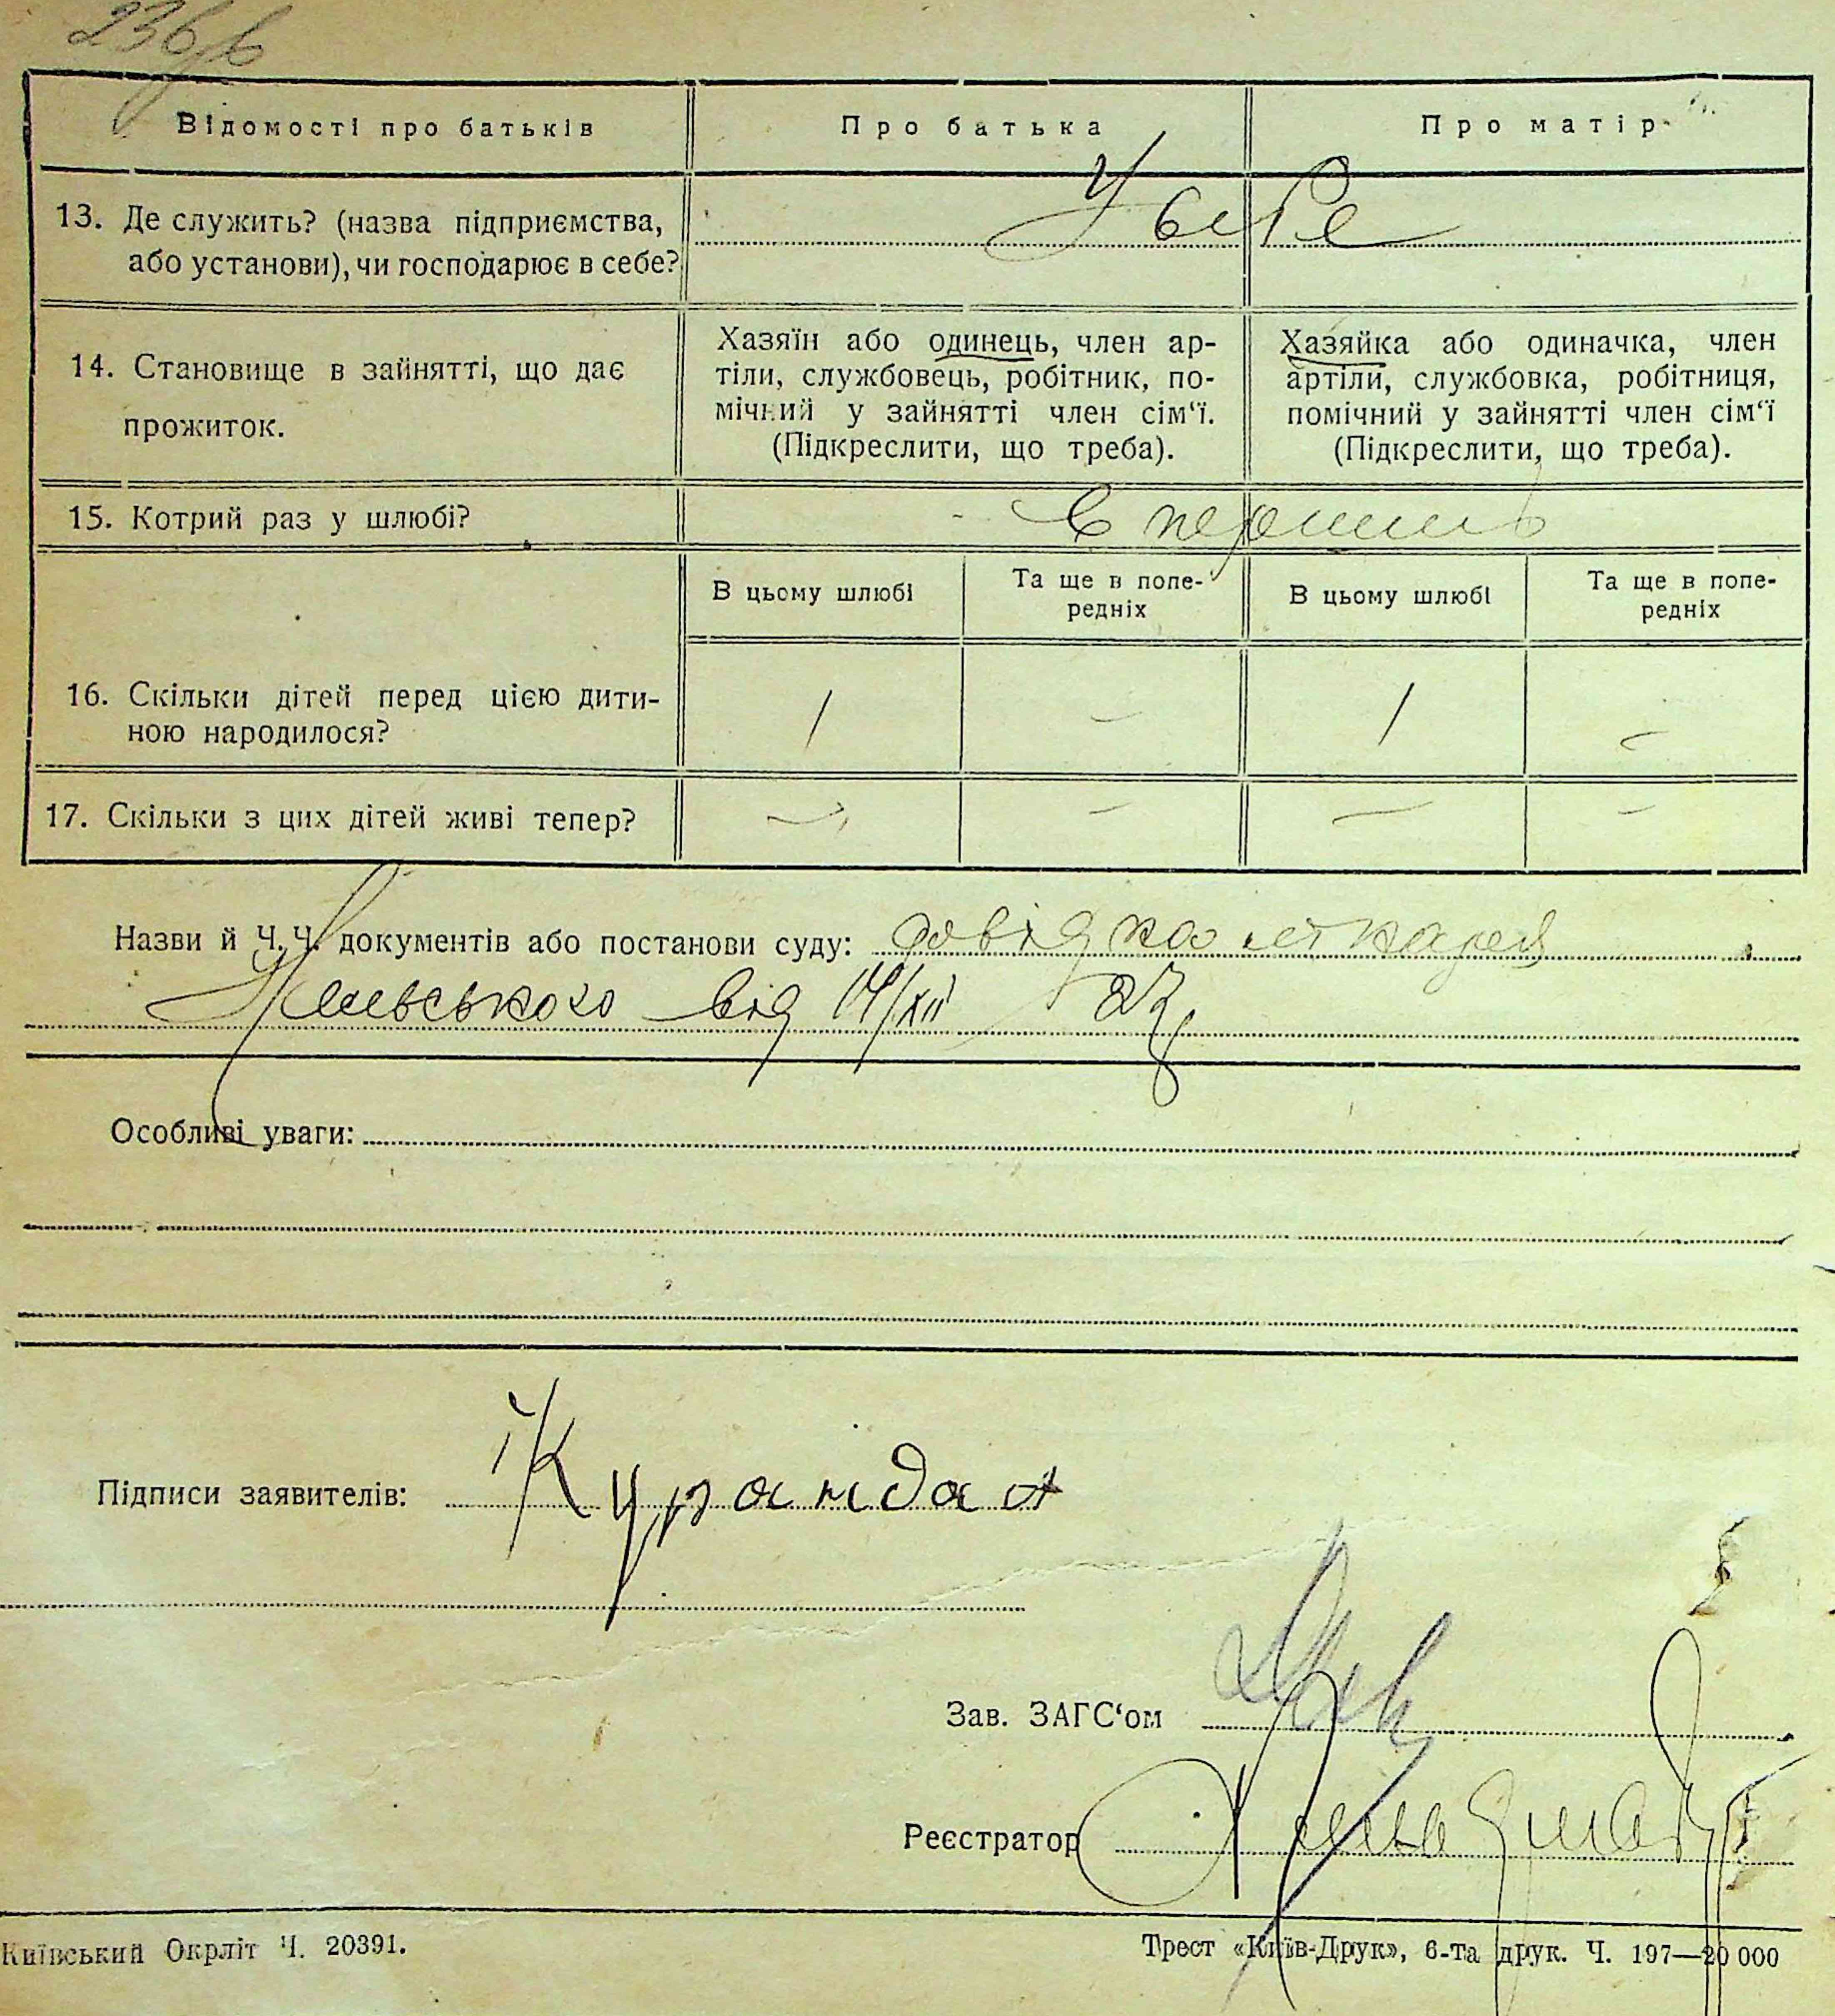 Відомості про батьків
Про батька
Про матір
13. Де служить? (назва підприємства,
або установи), чи господарює в себе?
У себе
14. Становище в зайнятті, що дає
прожиток.
Хазяїн або одинець, член ар-
тіли, службовець, робітник, по-
мічний у зайнятті член сім‘ї.
(Підкреслити, що треба).
Хазяйка або одиначка, член
артіли, службовка, робітниця,
помічний у зайнятті член сім‘ї
(Підкреслити, що треба).
15. Котрий раз у шлюбі?
В цьому шлюбі
Та ще в попе-
редніх
В цьому шлюбі
Та ще в попе-
редніх
16. Скільки дітей перед цією дити-
ною народилося?
1 – 1 –
17. Скільки з цих дітей живі тепер?
– – – –
Назви й Ч.Ч. документів або постанови суду: довідка лікаря
від 14/XII 27
Особливі уваги:
Підписи заявителів:
Зав. ЗАГС‘ом
Реєстратор
Київський Окрліт Ч. 20391.
Трест «Київ-Друк», 6-та друк. Ч. 197—20 000